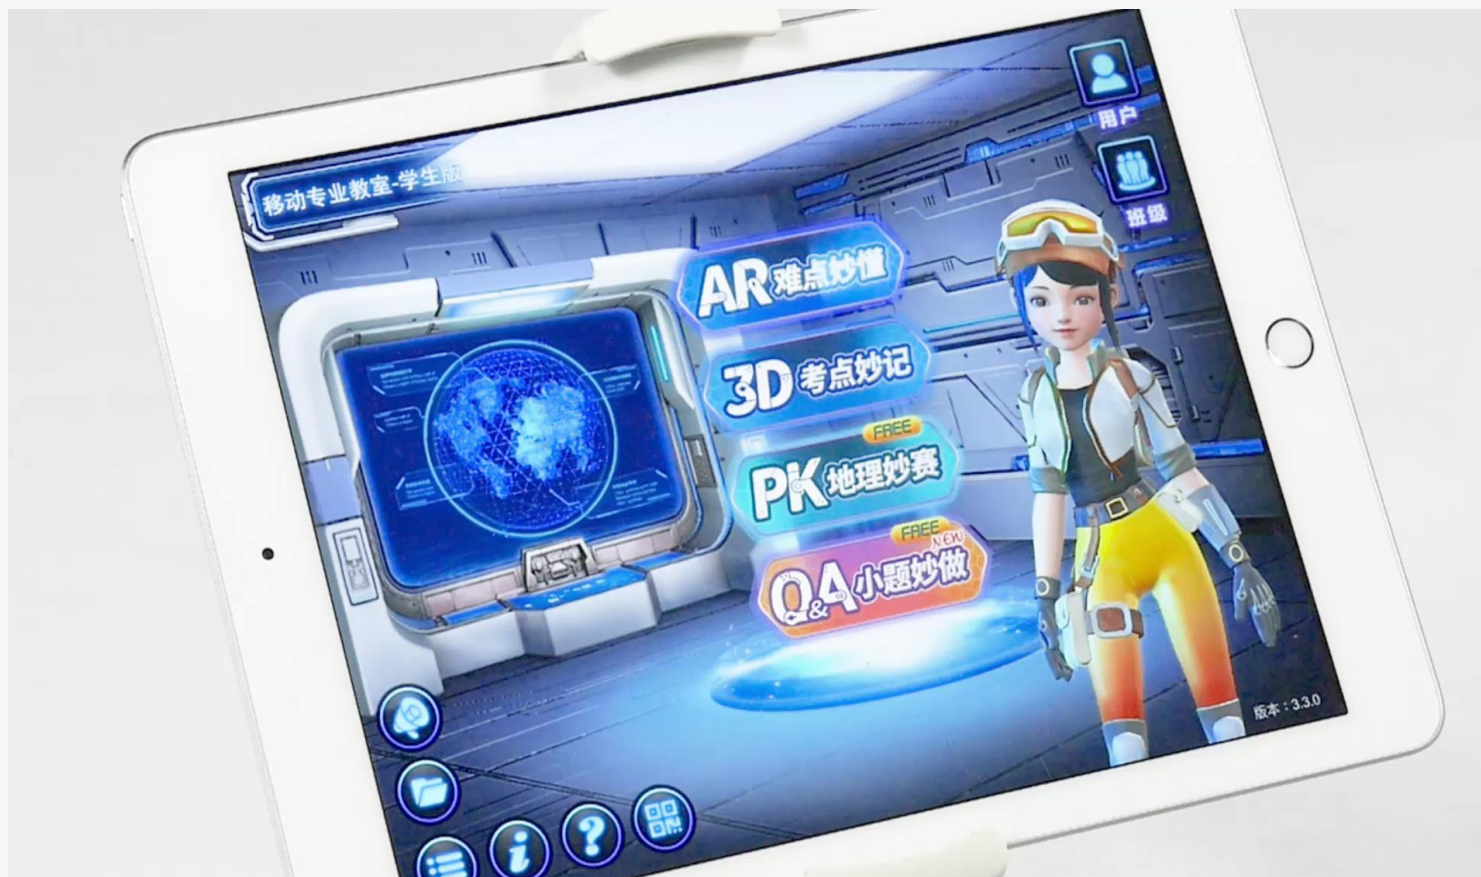 移动专业教室-学生版
用户
班级
AR难点妙懂
3D考点妙记
FREE
PK地理妙赛
FREE
NEW
Q&A小题妙做
版本：3.3.0